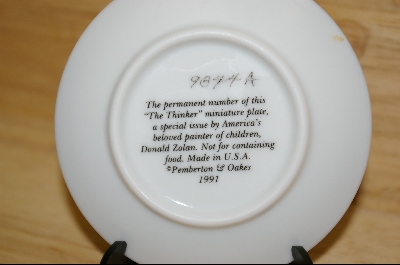 9844A
The permanent number of this
"The Thinker" miniature plate,
a special issue by America's
beloved painter of children,
Donald Zolan. Not for containing
food. Made in U.S.A.
©Pemberton & Oakes
1991